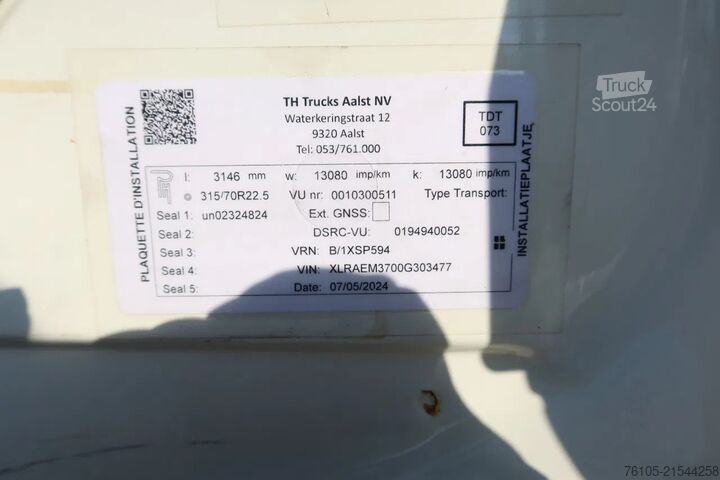 Truck
Scout24
PLAQUETTE D'INSTALLATION
TH Trucks Aalst NV
Waterkeringstraat 12
9320 Aalst
Tel: 053/761.000
TDT
073
INSTALLATIEPLAATJE
l: 3146 mm w: 13080 imp/km k: 13080 imp/km
315/70R22.5 VU nr: 0010300511 Type Transport:
Seal 1: un02324824 Ext. GNSS:
Seal 2: DSRC-VU: 0194940052
Seal 3: VRN: B/1XSP594
Seal 4: VIN: XLRAEM3700G303477
Seal 5: Date: 07/05/2024
76105-21544258